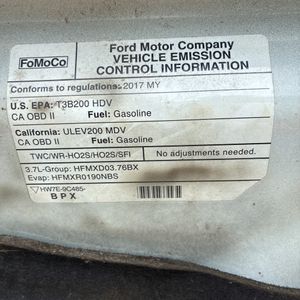 FoMoCo
Ford Motor Company
VEHICLE EMISSION
CONTROL INFORMATION
Conforms to regulations: 2017 MY
U.S. EPA: T3B200 HDV
CA OBD II Fuel: Gasoline
California: ULEV200 MDV
CA OBD II Fuel: Gasoline
TWC/WR-HO2S/HO2S/SFI No adjustments needed.
3.7L-Group: HFMXD03.76BX
Evap: HFMXR0190NBS
HW7E-9C485-
BPX